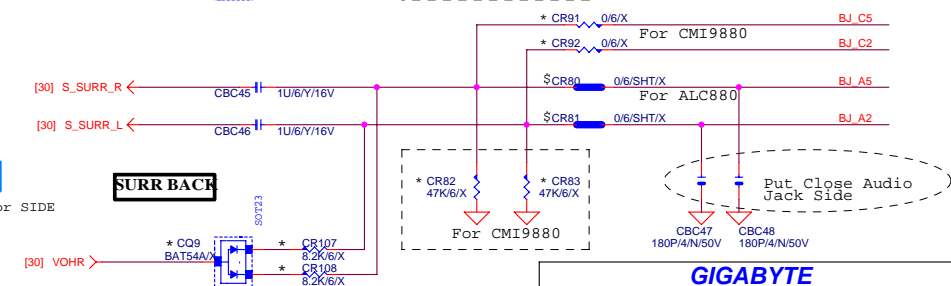 * CR91 0/6/X BJ_C5
For CMI9880
* CR92 0/6/X BJ_C2
[30] S_SURR_R $CR80 0/6/SHT/X BJ_A5
CBC45 1U/6/Y/16V For ALC880
[30] S_SURR_L $CR81 0/6/SHT/X BJ_A2
CBC46 1U/6/Y/16V
SURR BACK
* CR82 * CR83
47K/6/X 47K/6/X
Put Close Audio
Jack Side
or SIDE
SOT23
For CMI9880
CBC47 CBC48
180P/4/N/50V 180P/4/N/50V
* CQ9 * CR107
BAT54A/X 8.2K/6/X
[30] VOHR
* CR108
8.2K/6/X
GIGABYTE